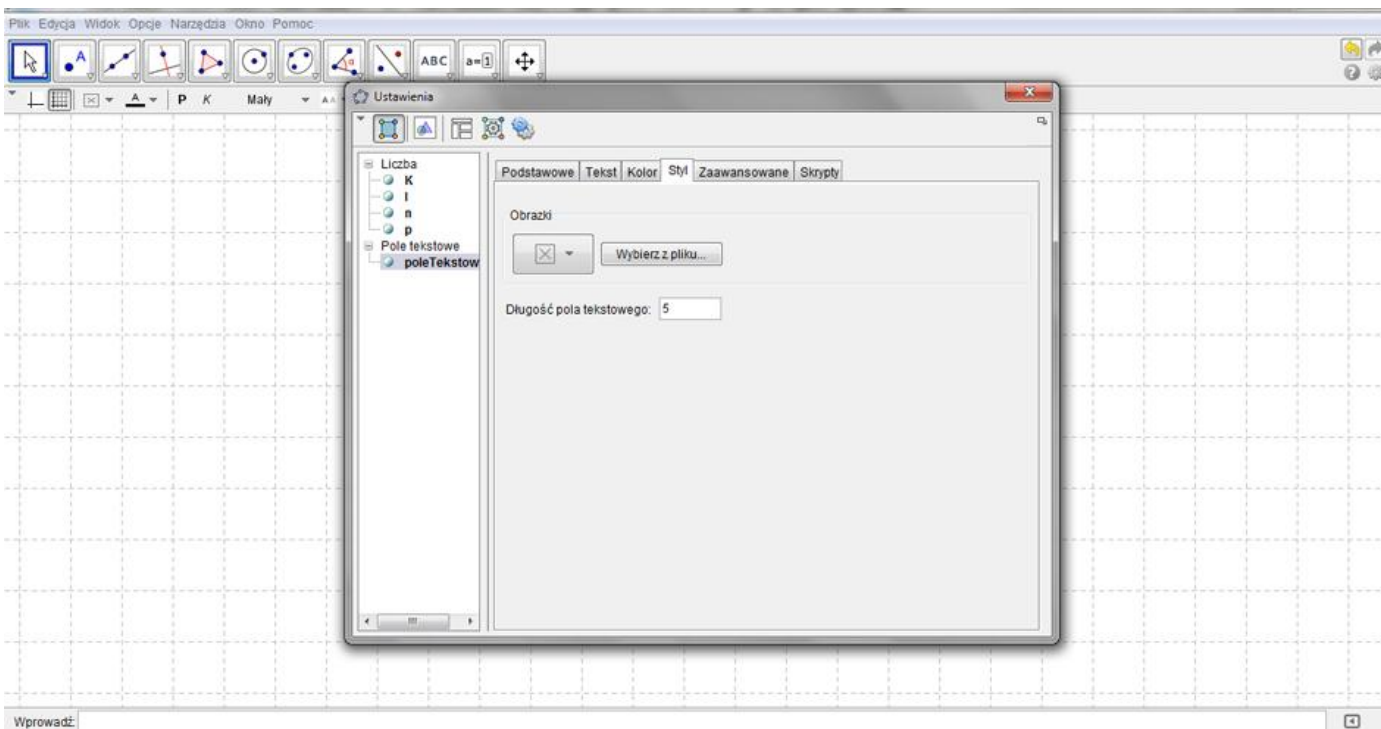 Plik Edycja Widok Opcje Narzędzia Okno Pomoc
A α ABC a=1
A P K Mały AA
Ustawienia
Liczba
K
l
n
p
Pole tekstowe
poleTekstow
Podstawowe Tekst Kolor Styl Zaawansowane Skrypty
Obrazki
Wybierz z pliku...
Długość pola tekstowego: 5
Wprowadź: